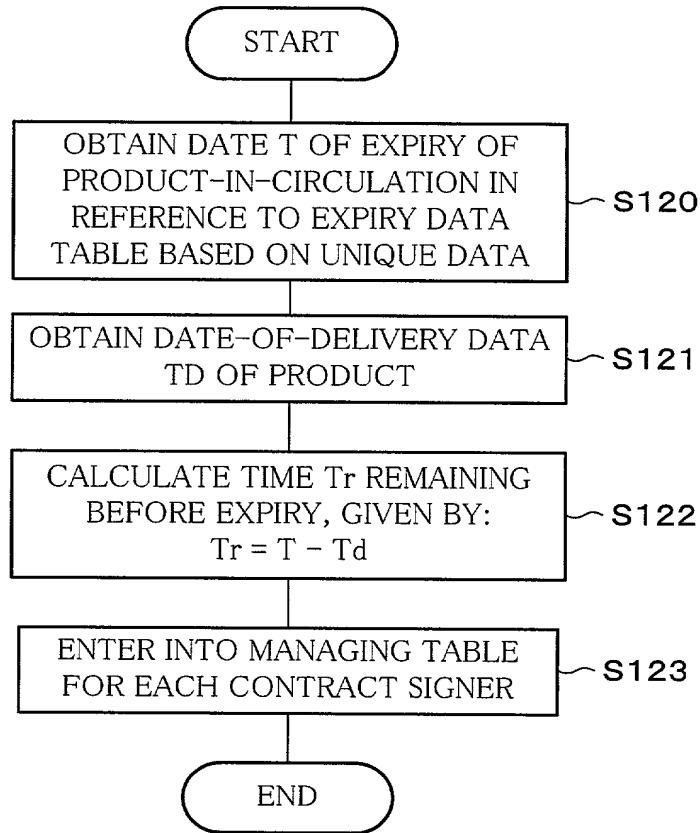 START
OBTAIN DATE T OF EXPIRY OF
PRODUCT-IN-CIRCULATION IN
REFERENCE TO EXPIRY DATA
TABLE BASED ON UNIQUE DATA
S120
OBTAIN DATE-OF-DELIVERY DATA
TD OF PRODUCT
S121
CALCULATE TIME Tr REMAINING
BEFORE EXPIRY, GIVEN BY:
Tr = T - Td
S122
ENTER INTO MANAGING TABLE
FOR EACH CONTRACT SIGNER
S123
END